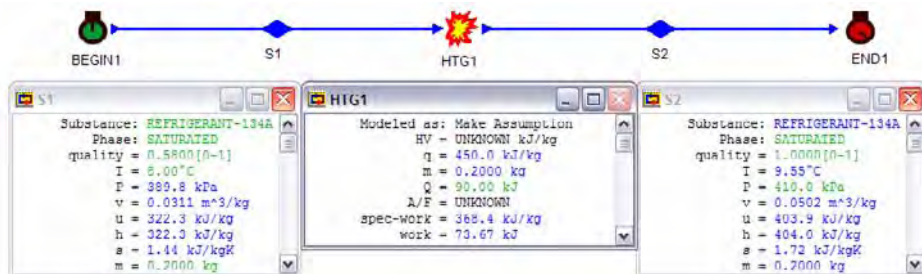 BEGIN1
S1
HTG1
S2
END1
S1
Substance: REFRIGERANT-134A
Phase: SATURATED
quality = 0.5800[0-1]
T = 8.00°C
P = 389.8 kPa
v = 0.0311 m^3/kg
u = 322.3 kJ/kg
h = 322.3 kJ/kg
s = 1.44 kJ/kgK
m = 0.2000 kg
HTG1
Modeled as: Make Assumption
HV = UNKNOWN kJ/kg
q = 450.0 kJ/kg
m = 0.2000 kg
Q = 90.00 kJ
A/F = UNKNOWN
spec-work = 368.4 kJ/kg
work = 73.67 kJ
S2
Substance: REFRIGERANT-134A
Phase: SATURATED
quality = 1.0000[0-1]
T = 9.55°C
P = 410.0 kPa
v = 0.0502 m^3/kg
u = 403.9 kJ/kg
h = 404.0 kJ/kg
s = 1.72 kJ/kgK
m = 0.2000 kg